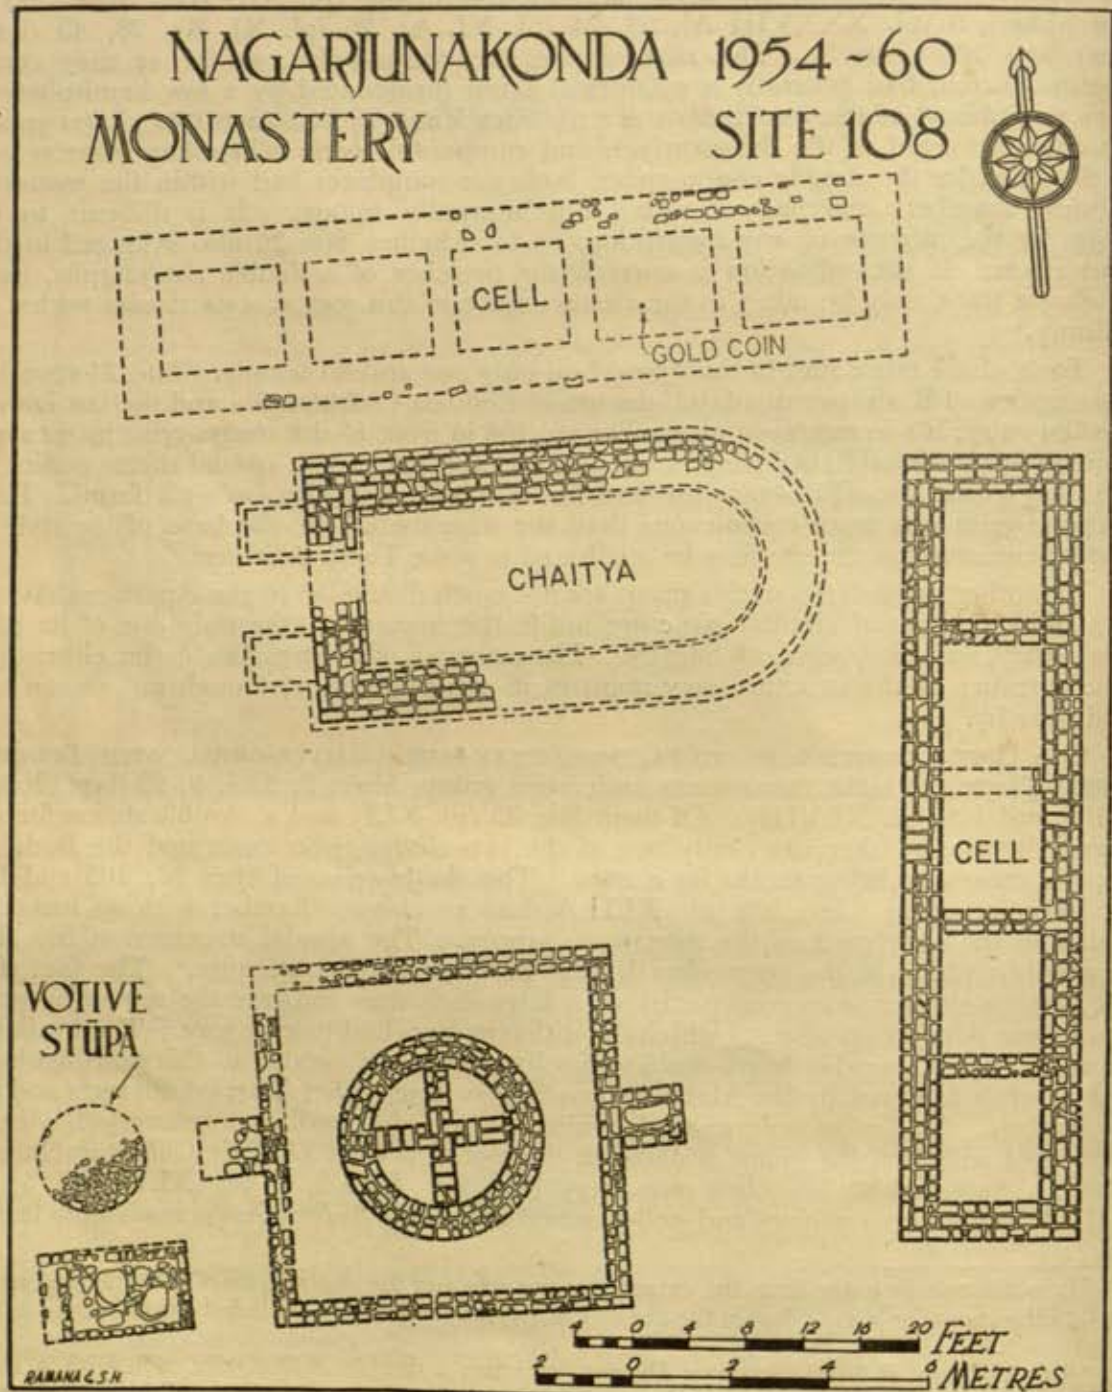 NAGARJUNAKONDA 1954-60
MONASTERY SITE 108
CELL
GOLD COIN
CHAITYA
CELL
VOTIVE
STŪPA
4 0 4 8 12 16 20 FEET
2 0 2 4 6 METRES
RAMANA G.S.H